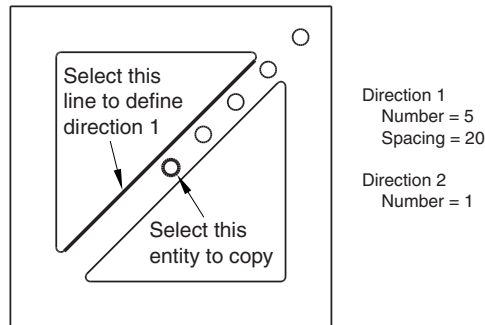 Select this
line to define
direction 1
Select this
entity to copy
Direction 1
Number = 5
Spacing = 20
Direction 2
Number = 1